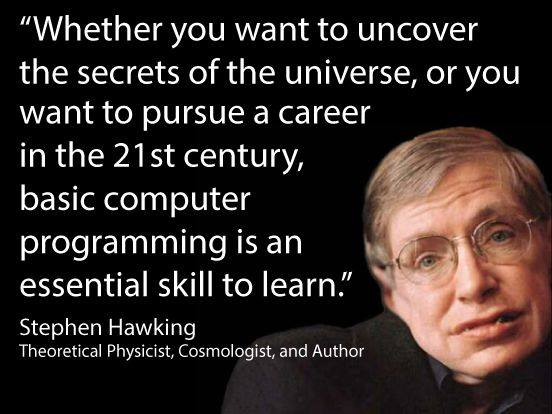 “Whether you want to uncover
the secrets of the universe, or you
want to pursue a career
in the 21st century,
basic computer
programming is an
essential skill to learn.”
Stephen Hawking
Theoretical Physicist, Cosmologist, and Author